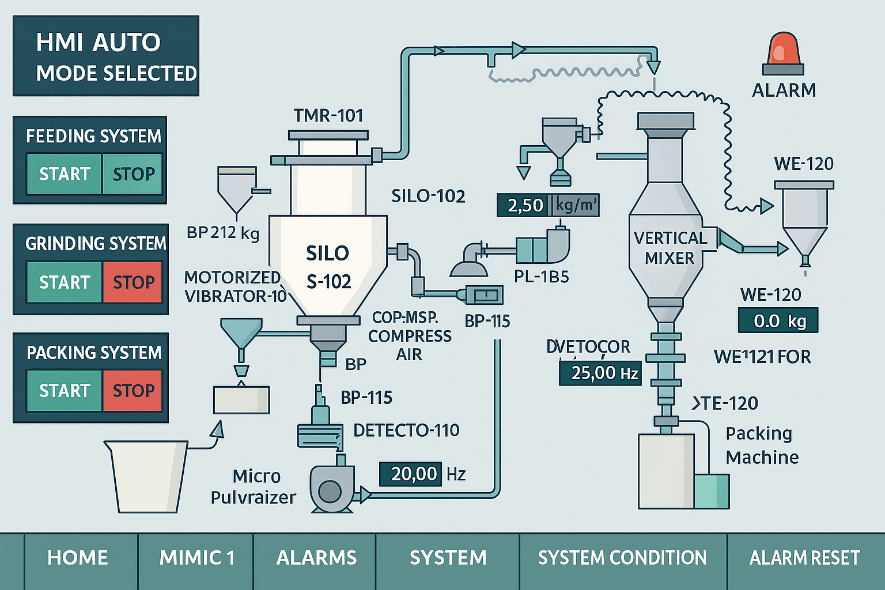 HMI AUTO
MODE SELECTED
ALARM
FEEDING SYSTEM
START STOP
TMR-101
WE-120
SILO-102
2,50 kg/m'
BP 212 kg
GRINDING SYSTEM
START STOP
SILO
S-102
VERTICAL
MIXER
MOTORIZED
VIBRATOR-10
PL-1B5
WE-120
0.0 kg
COP-MSP.
COMPRESS
AIR
BP-115
PACKING SYSTEM
START STOP
BP
DVETOÇOR
25,00 Hz
WE'1121 FOR
BP-115
DETECTO-110
TE-120
Packing
Machine
Micro
Pulvraizer
20,00 Hz
HOME
MIMIC 1
ALARMS
SYSTEM
SYSTEM CONDITION
ALARM RESET